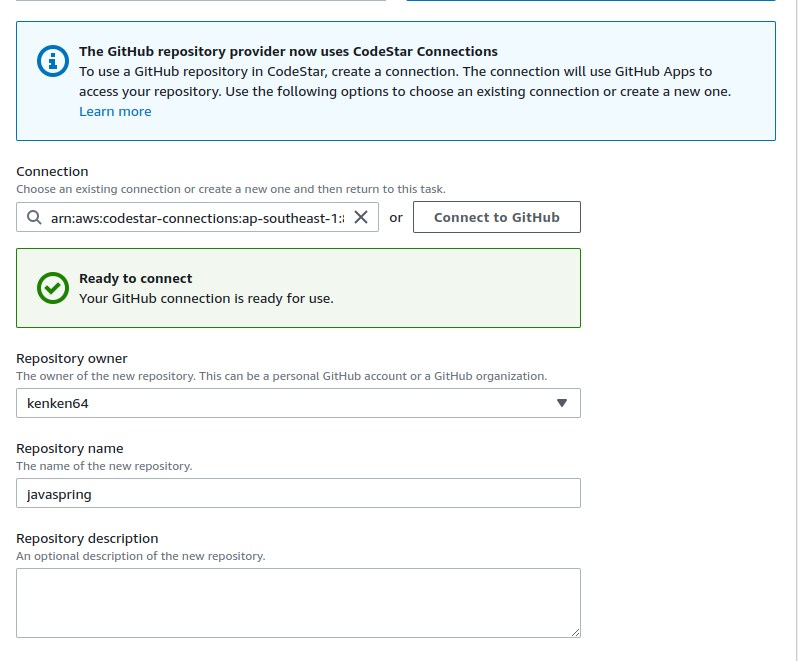 The GitHub repository provider now uses CodeStar Connections
To use a GitHub repository in CodeStar, create a connection. The connection will use GitHub Apps to
access your repository. Use the following options to choose an existing connection or create a new one.
Learn more
Connection
Choose an existing connection or create a new one and then return to this task.
arn:aws:codestar-connections:ap-southeast-1: or Connect to GitHub
Ready to connect
Your GitHub connection is ready for use.
Repository owner
The owner of the new repository. This can be a personal GitHub account or a GitHub organization.
kenken64
Repository name
The name of the new repository.
javaspring
Repository description
An optional description of the new repository.